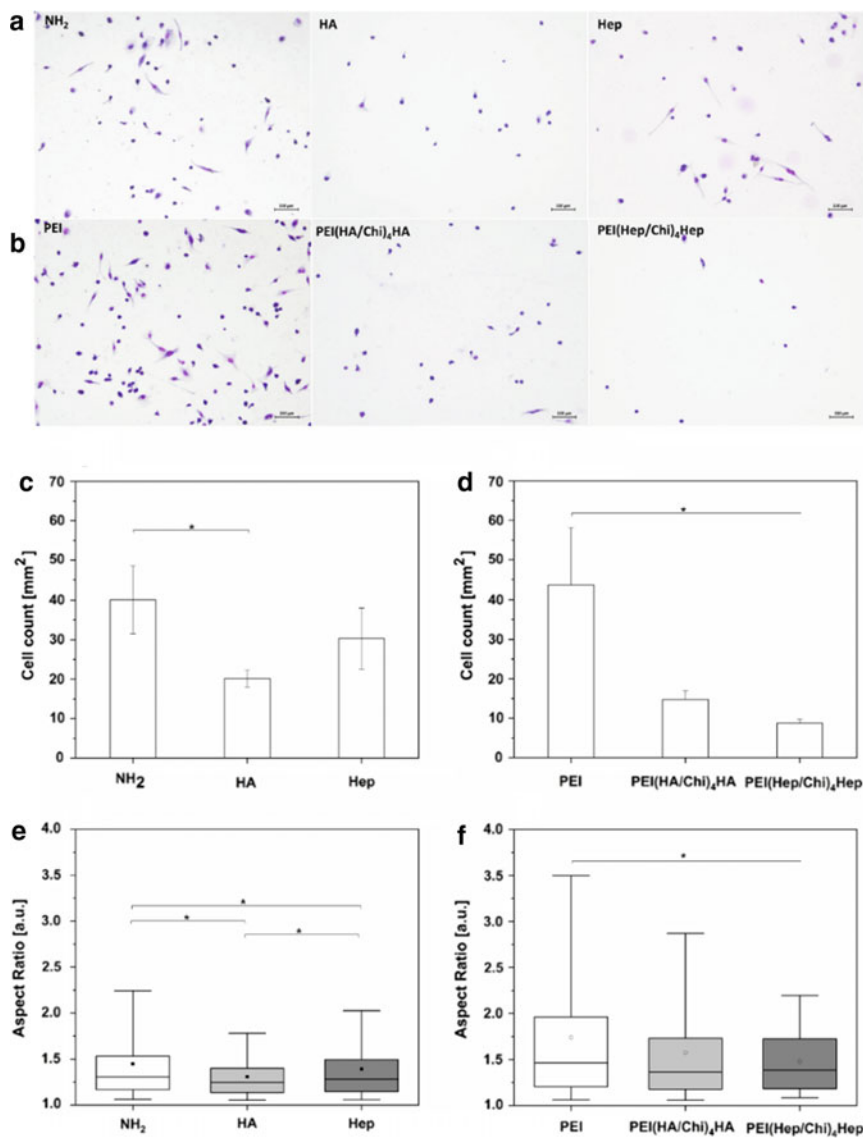 a
NH2
HA
Hep
b
PEI
PEI(HA/Chi)4HA
PEI(Hep/Chi)4Hep
c
Cell count [mm2]
70
60
50
40
30
20
10
0
NH2
HA
Hep
*
d
Cell count [mm2]
70
60
50
40
30
20
10
0
PEI
PEI(HA/Chi)4HA
PEI(Hep/Chi)4Hep
*
e
Aspect Ratio [a.u.]
4.0
3.5
3.0
2.5
2.0
1.5
1.0
NH2
HA
Hep
*
*
*
f
Aspect Ratio [a.u.]
4.0
3.5
3.0
2.5
2.0
1.5
1.0
PEI
PEI(HA/Chi)4HA
PEI(Hep/Chi)4Hep
*